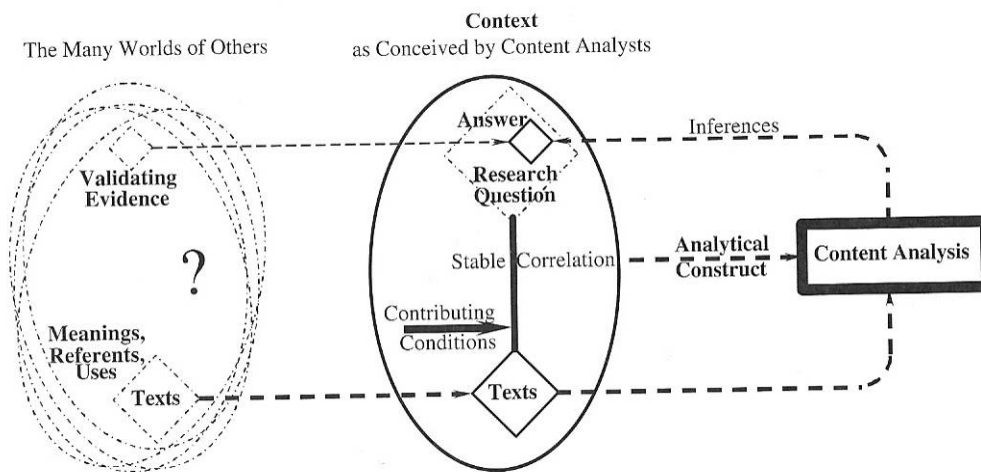 Context
The Many Worlds of Others
as Conceived by Content Analysts
Answer
Inferences
Validating
Evidence
Research
Question
?
Stable Correlation
Analytical
Construct
Content Analysis
Contributing
Conditions
Meanings,
Referents,
Uses
Texts
Texts